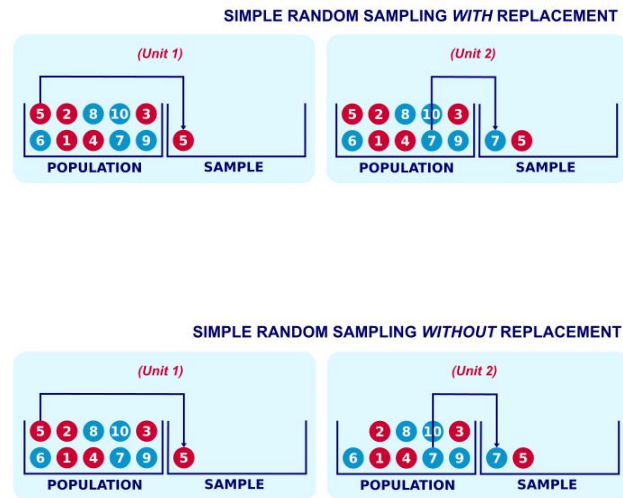 SIMPLE RANDOM SAMPLING WITH REPLACEMENT
(Unit 1)
5 2 8 10 3
6 1 4 7 9 5
POPULATION SAMPLE
(Unit 2)
5 2 8 10 3
6 1 4 7 9 7 5
POPULATION SAMPLE
SIMPLE RANDOM SAMPLING WITHOUT REPLACEMENT
(Unit 1)
5 2 8 10 3
6 1 4 7 9 5
POPULATION SAMPLE
(Unit 2)
2 8 10 3
6 1 4 7 9 7 5
POPULATION SAMPLE